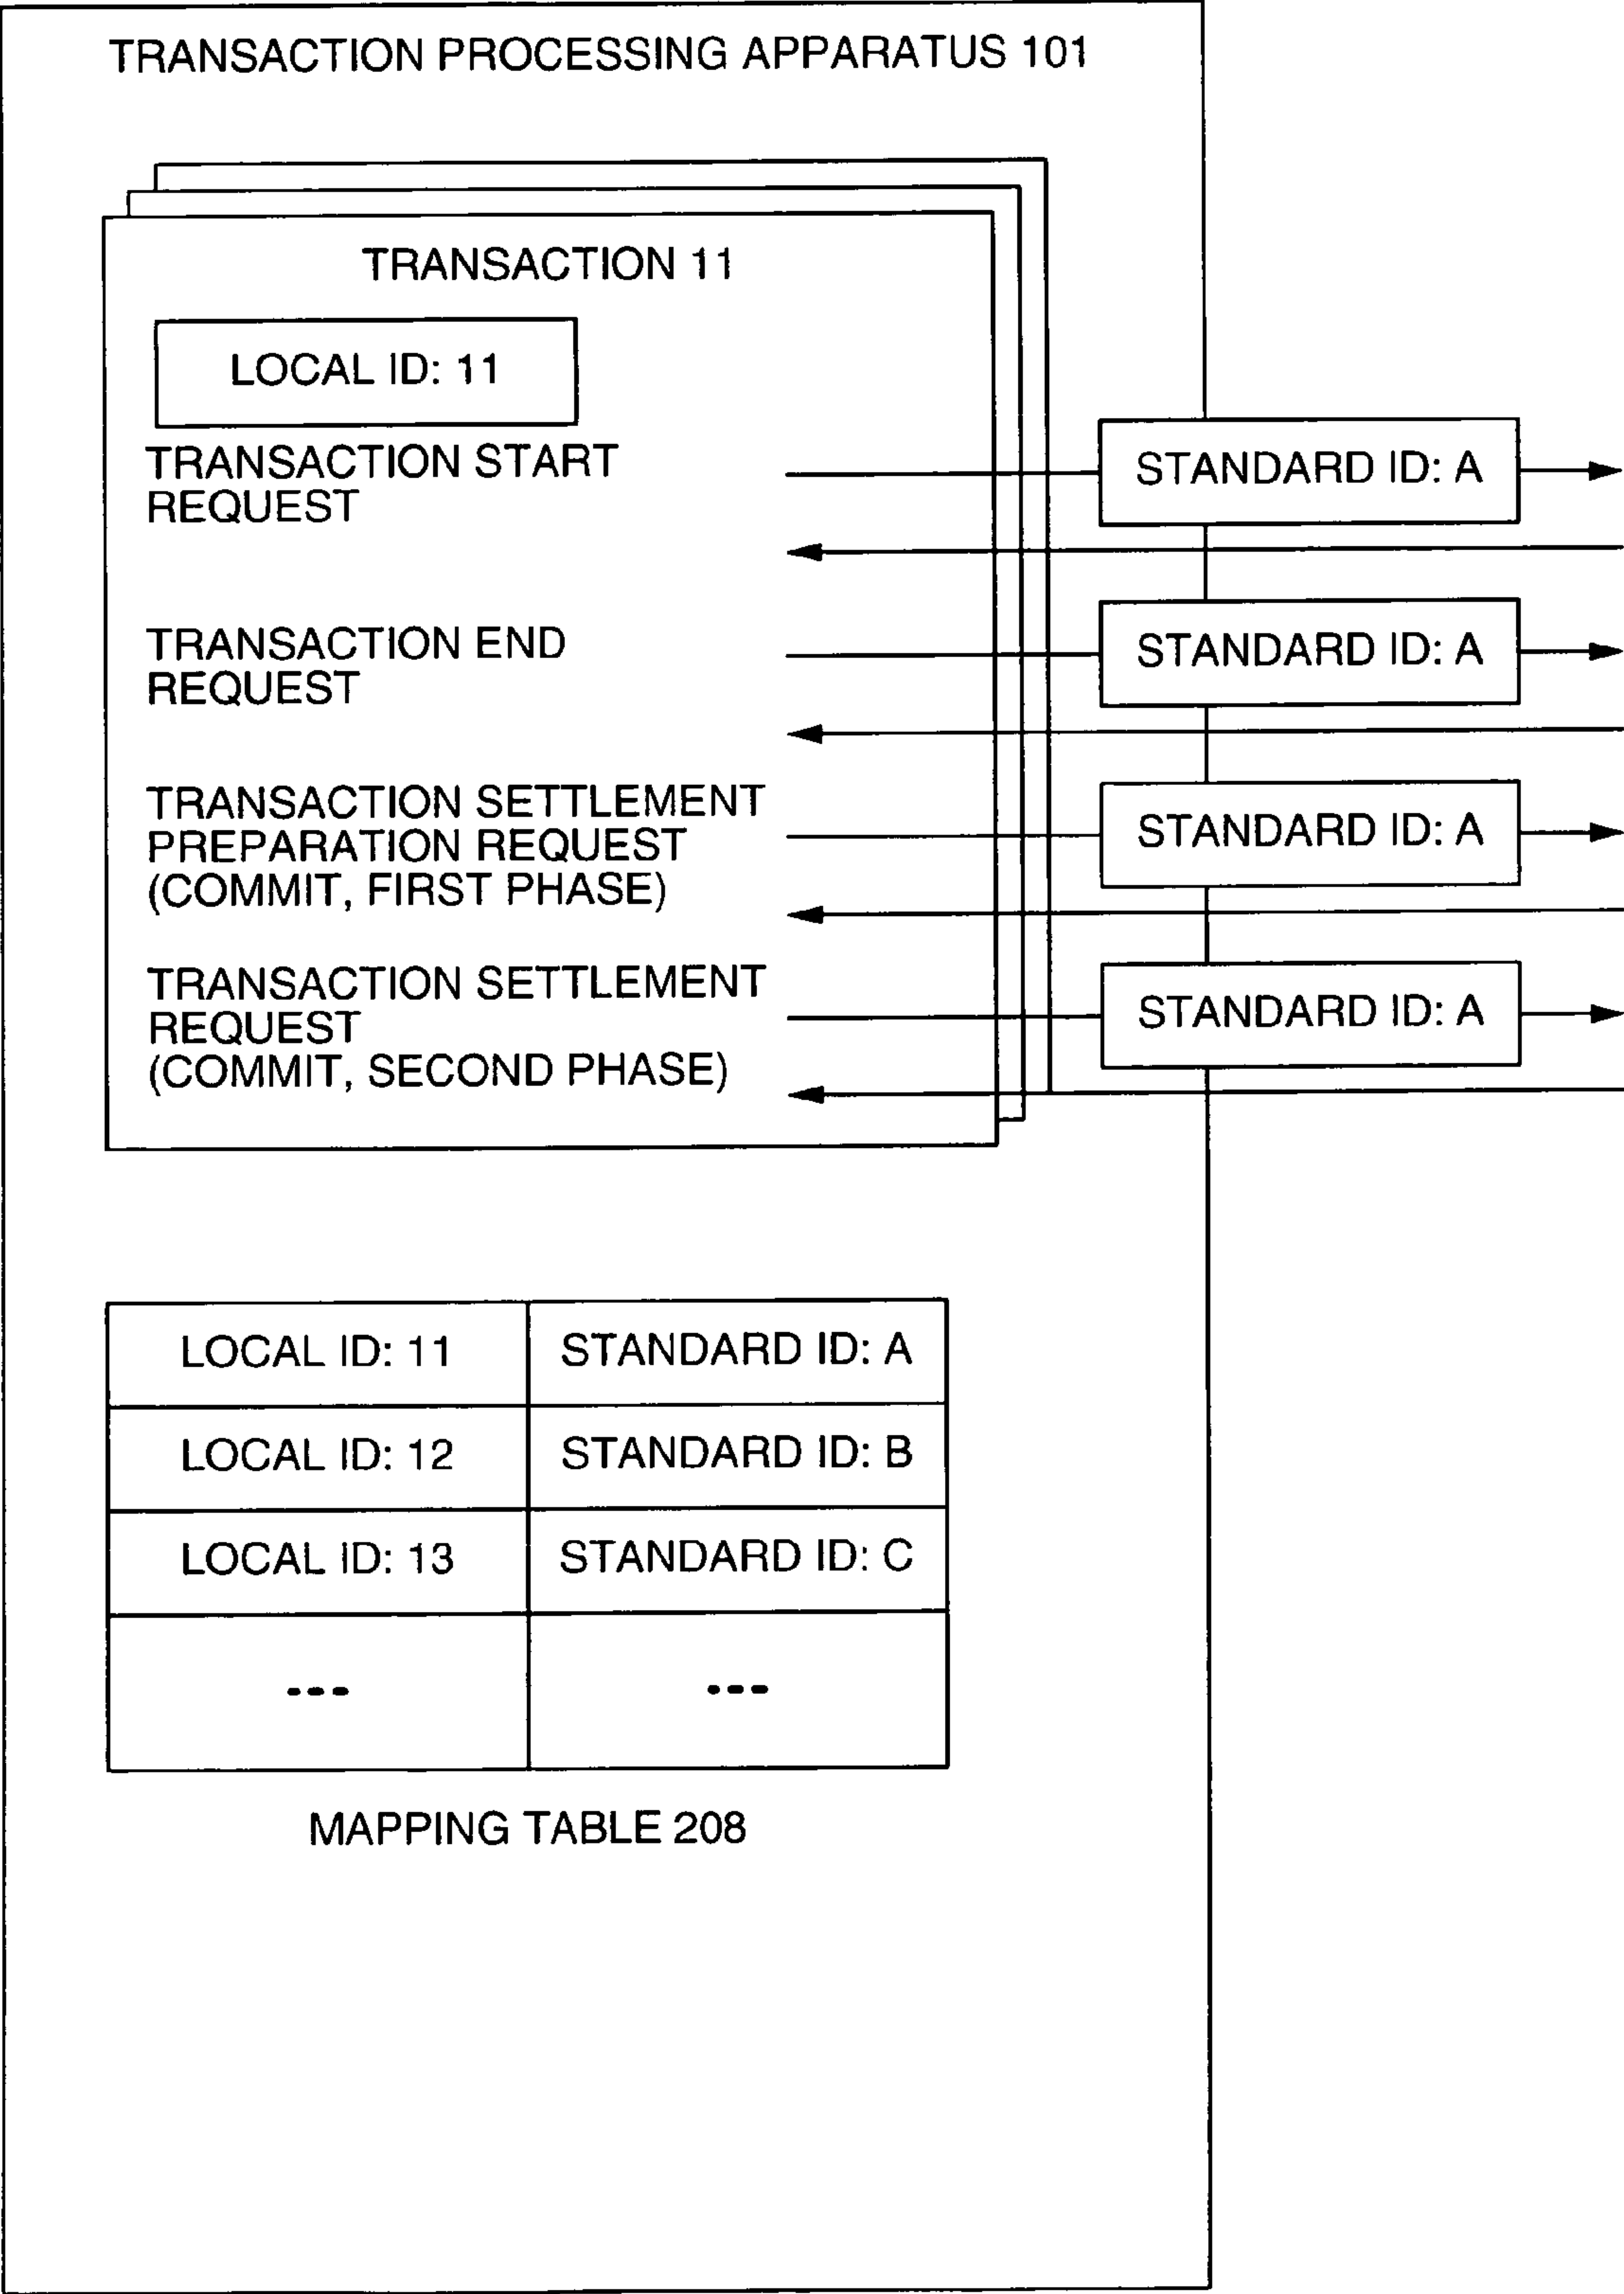 TRANSACTION PROCESSING APPARATUS 101
TRANSACTION 11
LOCAL ID: 11
TRANSACTION START
REQUEST
STANDARD ID: A
TRANSACTION END
REQUEST
STANDARD ID: A
TRANSACTION SETTLEMENT
PREPARATION REQUEST
(COMMIT, FIRST PHASE)
STANDARD ID: A
TRANSACTION SETTLEMENT
REQUEST
(COMMIT, SECOND PHASE)
STANDARD ID: A
LOCAL ID: 11 STANDARD ID: A
LOCAL ID: 12 STANDARD ID: B
LOCAL ID: 13 STANDARD ID: C
--- ---
MAPPING TABLE 208